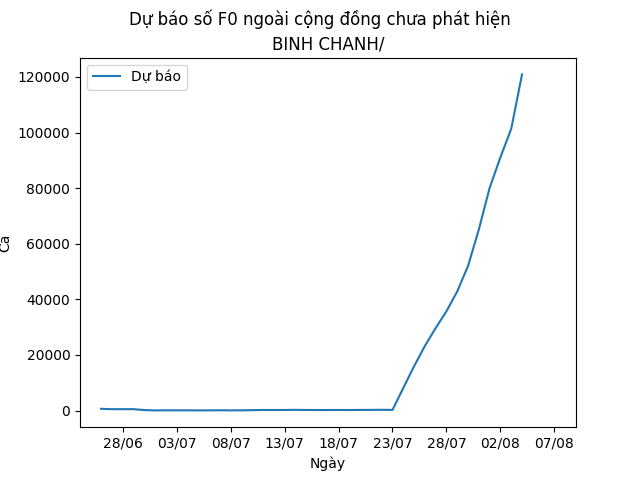 Dự báo số F0 ngoài cộng đồng chưa phát hiện
BINH CHANH/
Dự báo
120000
100000
80000
60000
40000
20000
0
Ca
28/06 03/07 08/07 13/07 18/07 23/07 28/07 02/08 07/08
Ngày